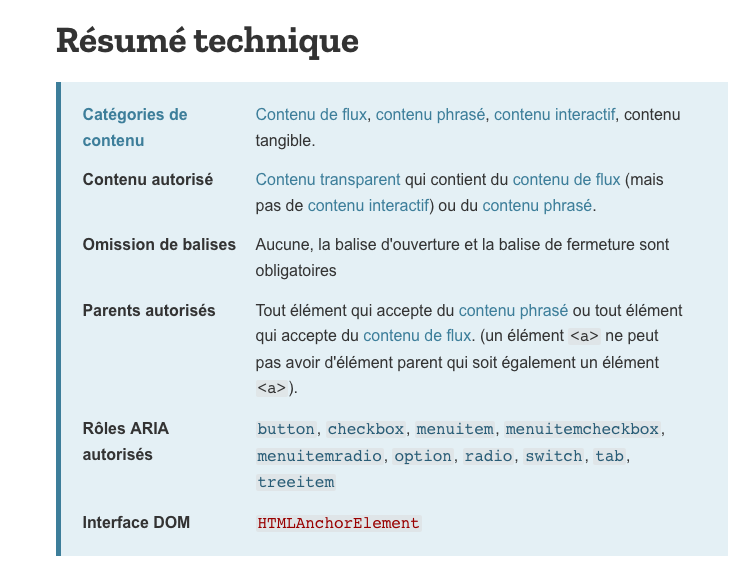 Résumé technique
Catégories de contenu
Contenu de flux, contenu phrasé, contenu interactif, contenu
tangible.
Contenu autorisé
Contenu transparent qui contient du contenu de flux (mais
pas de contenu interactif) ou du contenu phrasé.
Omission de balises
Aucune, la balise d'ouverture et la balise de fermeture sont
obligatoires
Parents autorisés
Tout élément qui accepte du contenu phrasé ou tout élément
qui accepte du contenu de flux. (un élément <a> ne peut
pas avoir d'élément parent qui soit également un élément
<a>).
Rôles ARIA
autorisés
button, checkbox, menuitem, menuitemcheckbox,
menuitemradio, option, radio, switch, tab,
treeitem
Interface DOM
HTMLAnchorElement